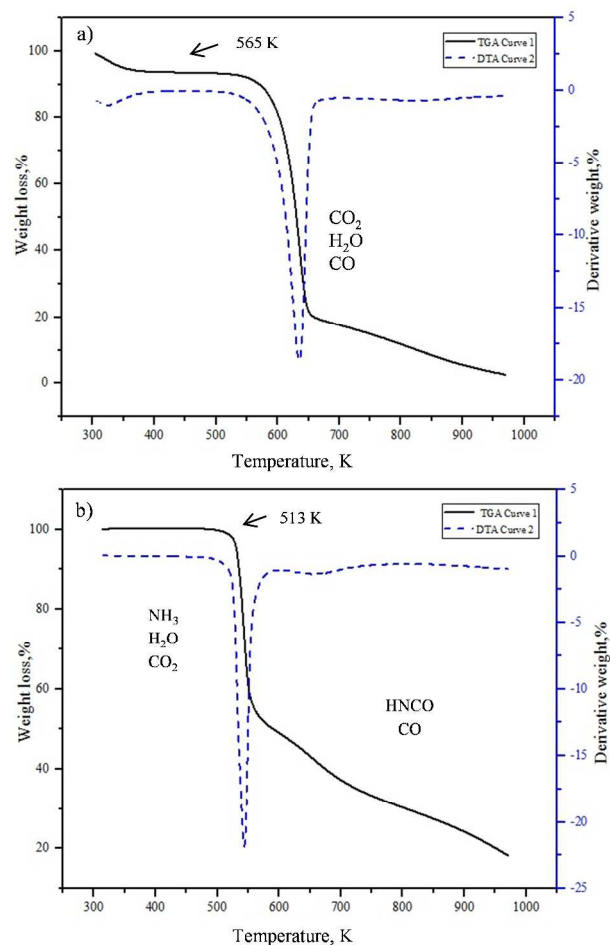 a)
565 K
TGA Curve 1
DTA Curve 2
5
0
-5
-10
-15
-20
100
80
60
40
20
0
Weight loss,%
Derivative weight,%
CO₂
H₂O
CO
300 400 500 600 700 800 900 1000
Temperature, K
b)
513 K
TGA Curve 1
DTA Curve 2
5
0
-5
-10
-15
-20
-25
100
80
60
40
20
Weight loss,%
Derivative weight,%
NH₃
H₂O
CO₂
HNCO
CO
300 400 500 600 700 800 900 1000
Temperature, K